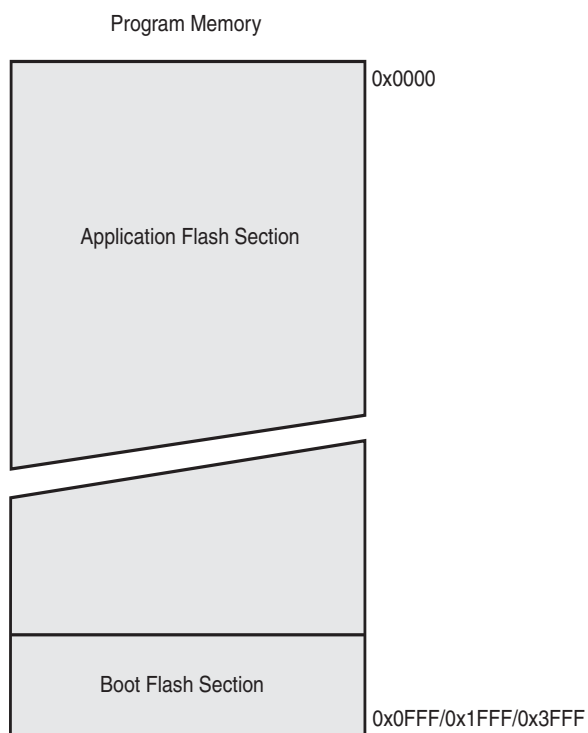 Program Memory
0x0000
Application Flash Section
Boot Flash Section
0x0FFF/0x1FFF/0x3FFF